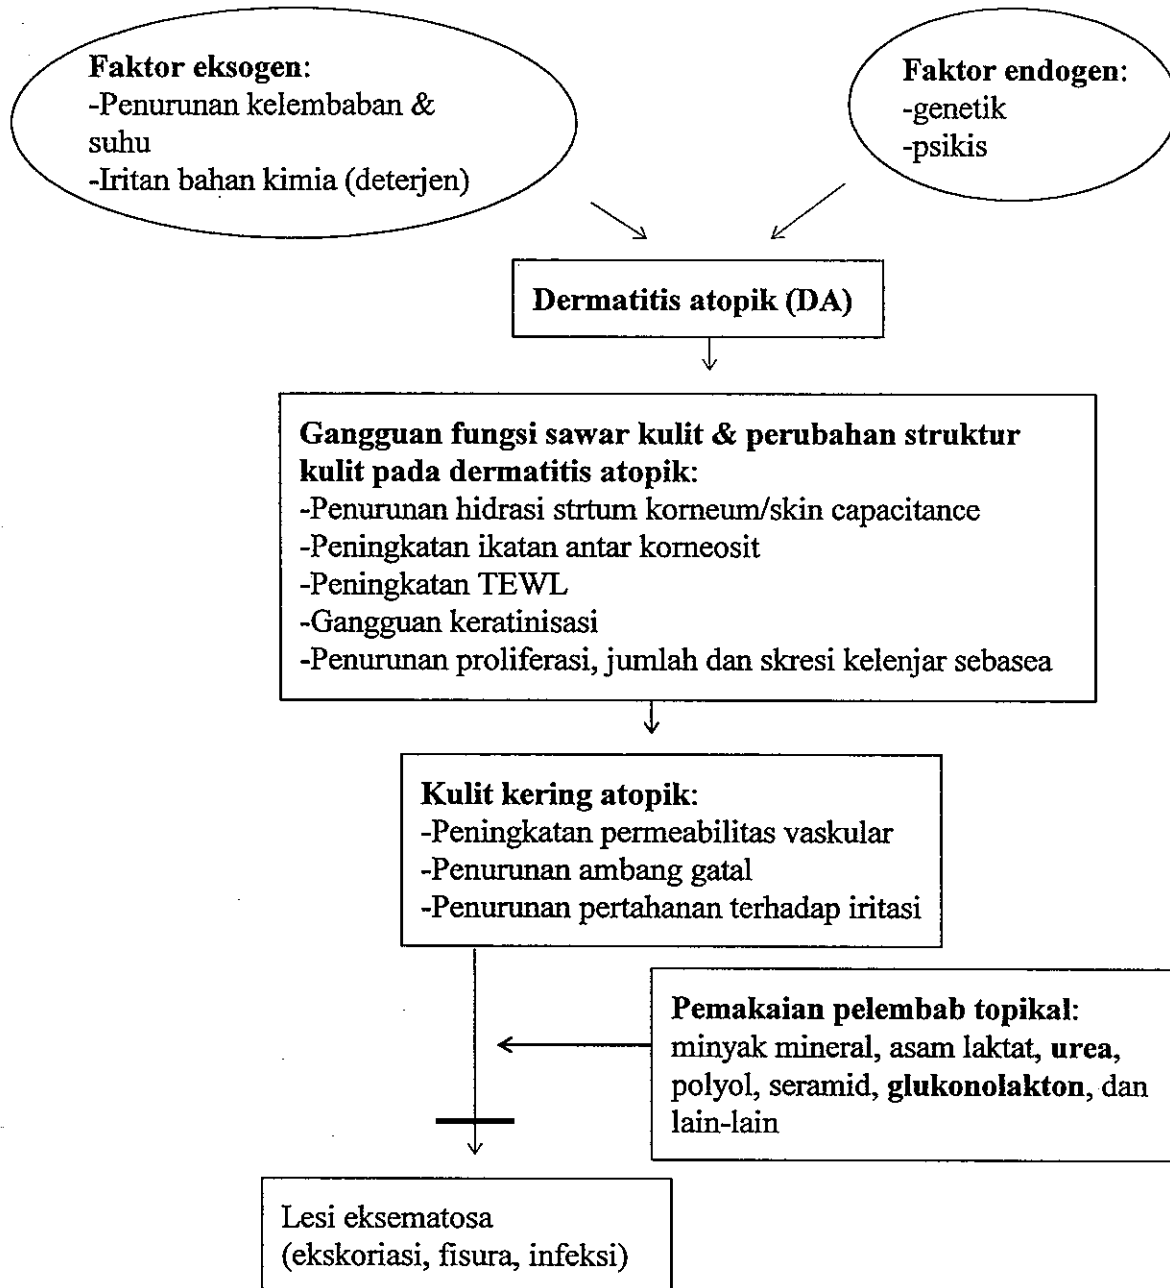 Faktor eksogen:
-Penurunan kelembaban &
suhu
-Iritan bahan kimia (deterjen)
Faktor endogen:
-genetik
-psikis
Dermatitis atopik (DA)
Gangguan fungsi sawar kulit & perubahan struktur
kulit pada dermatitis atopik:
-Penurunan hidrasi strtum korneum/skin capacitance
-Peningkatan ikatan antar korneosit
-Peningkatan TEWL
-Gangguan keratinisasi
-Penurunan proliferasi, jumlah dan skresi kelenjar sebasea
Kulit kering atopik:
-Peningkatan permeabilitas vaskular
-Penurunan ambang gatal
-Penurunan pertahanan terhadap iritasi
Pemakaian pelembab topikal:
minyak mineral, asam laktat, urea,
polyol, seramid, glukonolakton, dan
lain-lain
Lesi eksematosa
(ekskoriasi, fisura, infeksi)